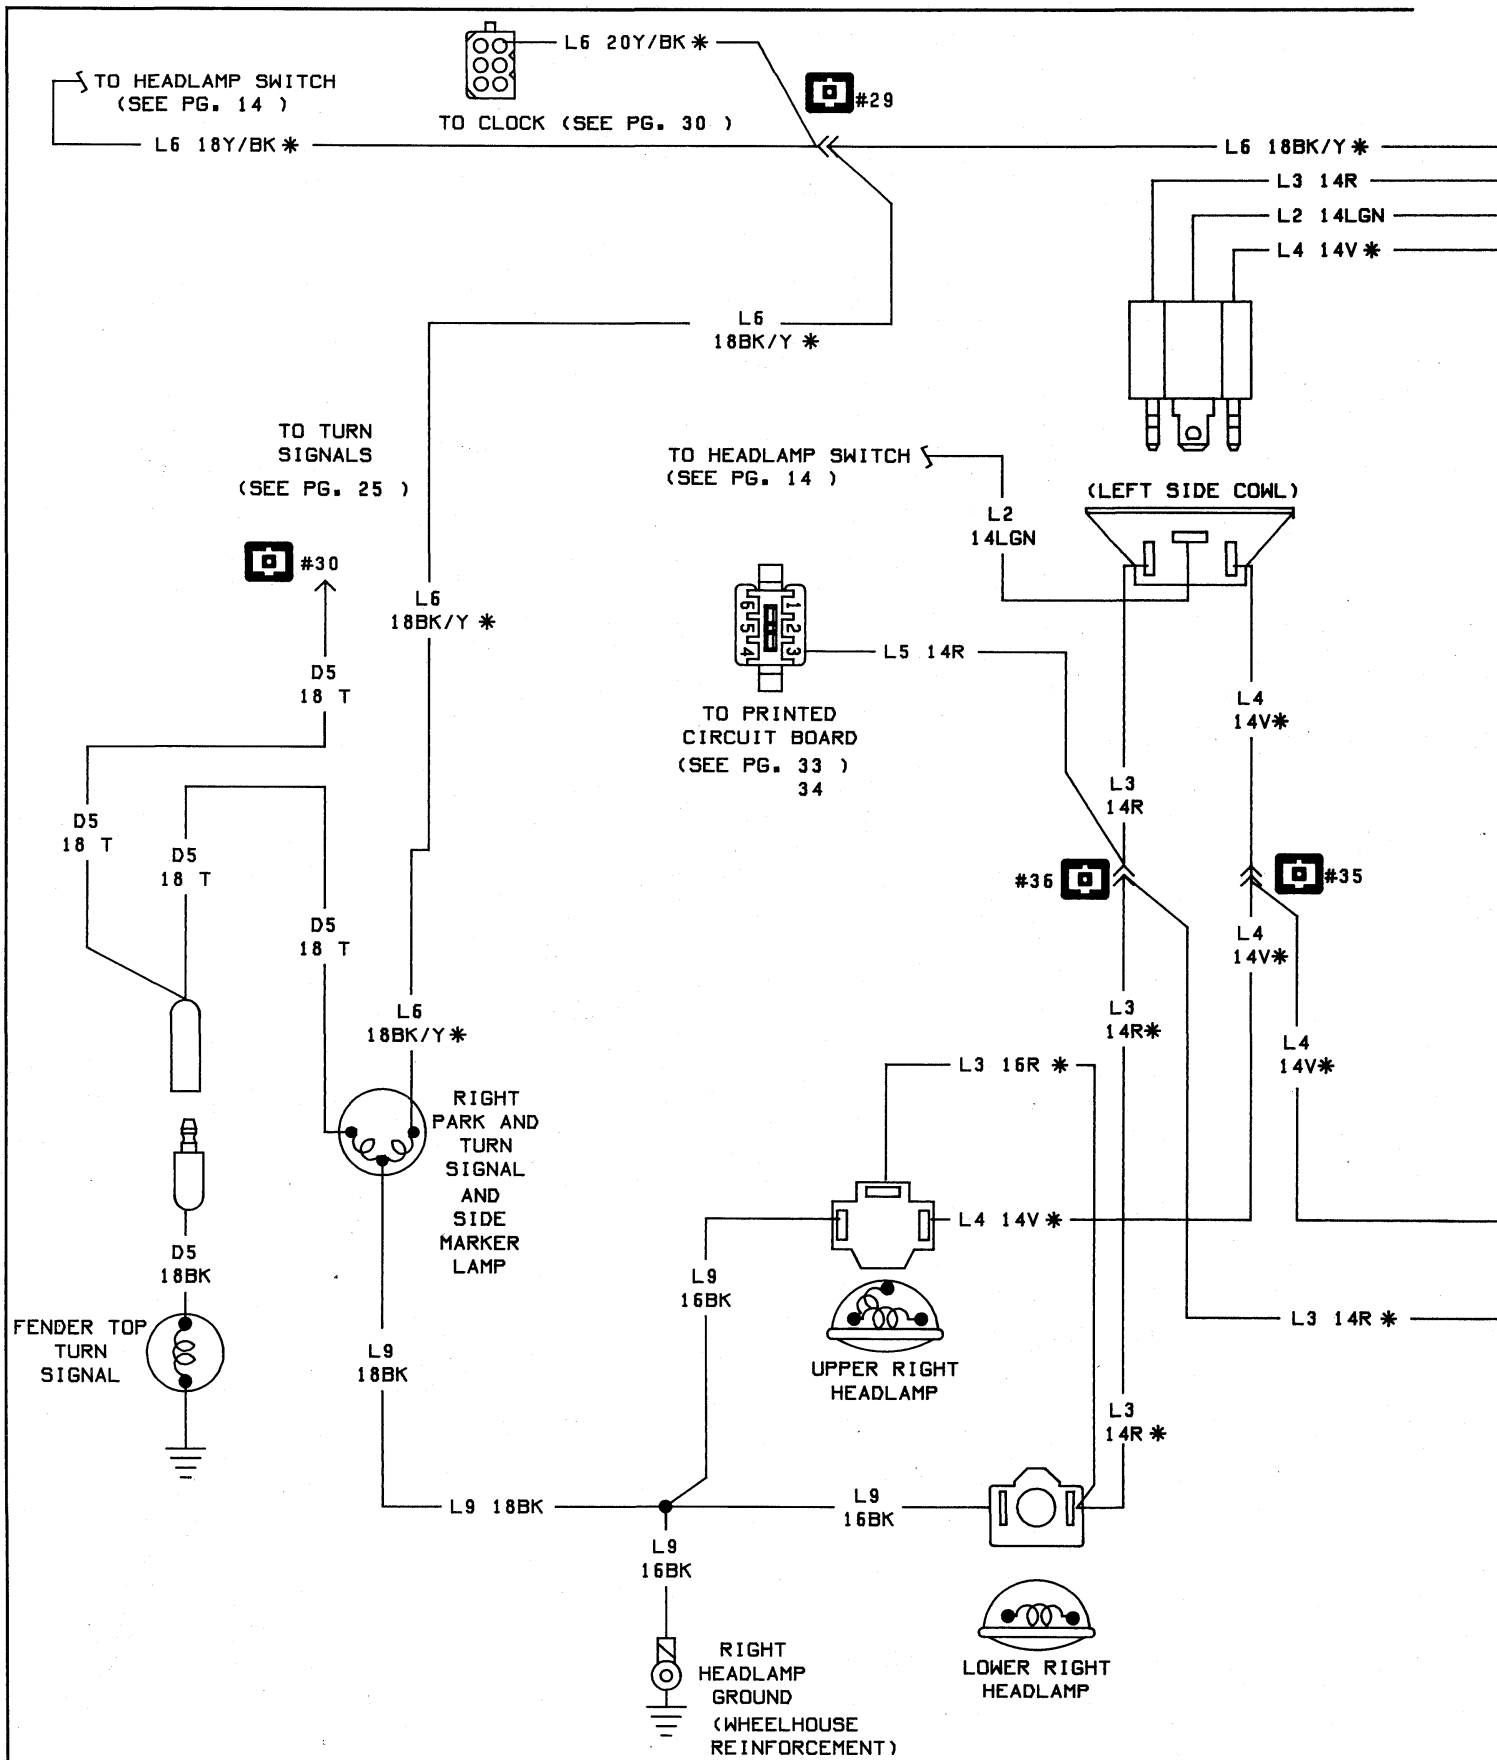 L6 20Y/BK *
TO HEADLAMP SWITCH
(SEE PG. 14 )
#29
TO CLOCK (SEE PG. 30 )
L6 18Y/BK *
L6 18BK/Y *
L3 14R
L2 14LGN
L4 14V *
L6
18BK/Y *
TO TURN
SIGNALS
(SEE PG. 25 )
TO HEADLAMP SWITCH
(SEE PG. 14 )
(LEFT SIDE COWL)
L2
14LGN
#30
L6
18BK/Y *
6 1
5 2
4 3
L5 14R
D5
18 T
TO PRINTED
CIRCUIT BOARD
(SEE PG. 33 )
34
L4
14V*
L3
14R
D5
18 T
D5
18 T
#36
#35
D5
18 T
L4
14V*
L6
18BK/Y *
L3
14R*
L4
14V*
L3 16R *
RIGHT
PARK AND
TURN
SIGNAL
AND
SIDE
MARKER
LAMP
L4 14V *
D5
18BK
L9
16BK
L3 14R *
FENDER TOP
TURN
SIGNAL
L9
18BK
UPPER RIGHT
HEADLAMP
L3
14R *
L9 18BK
L9
16BK
L9
16BK
RIGHT
HEADLAMP
GROUND
(WHEELHOUSE
REINFORCEMENT)
LOWER RIGHT
HEADLAMP